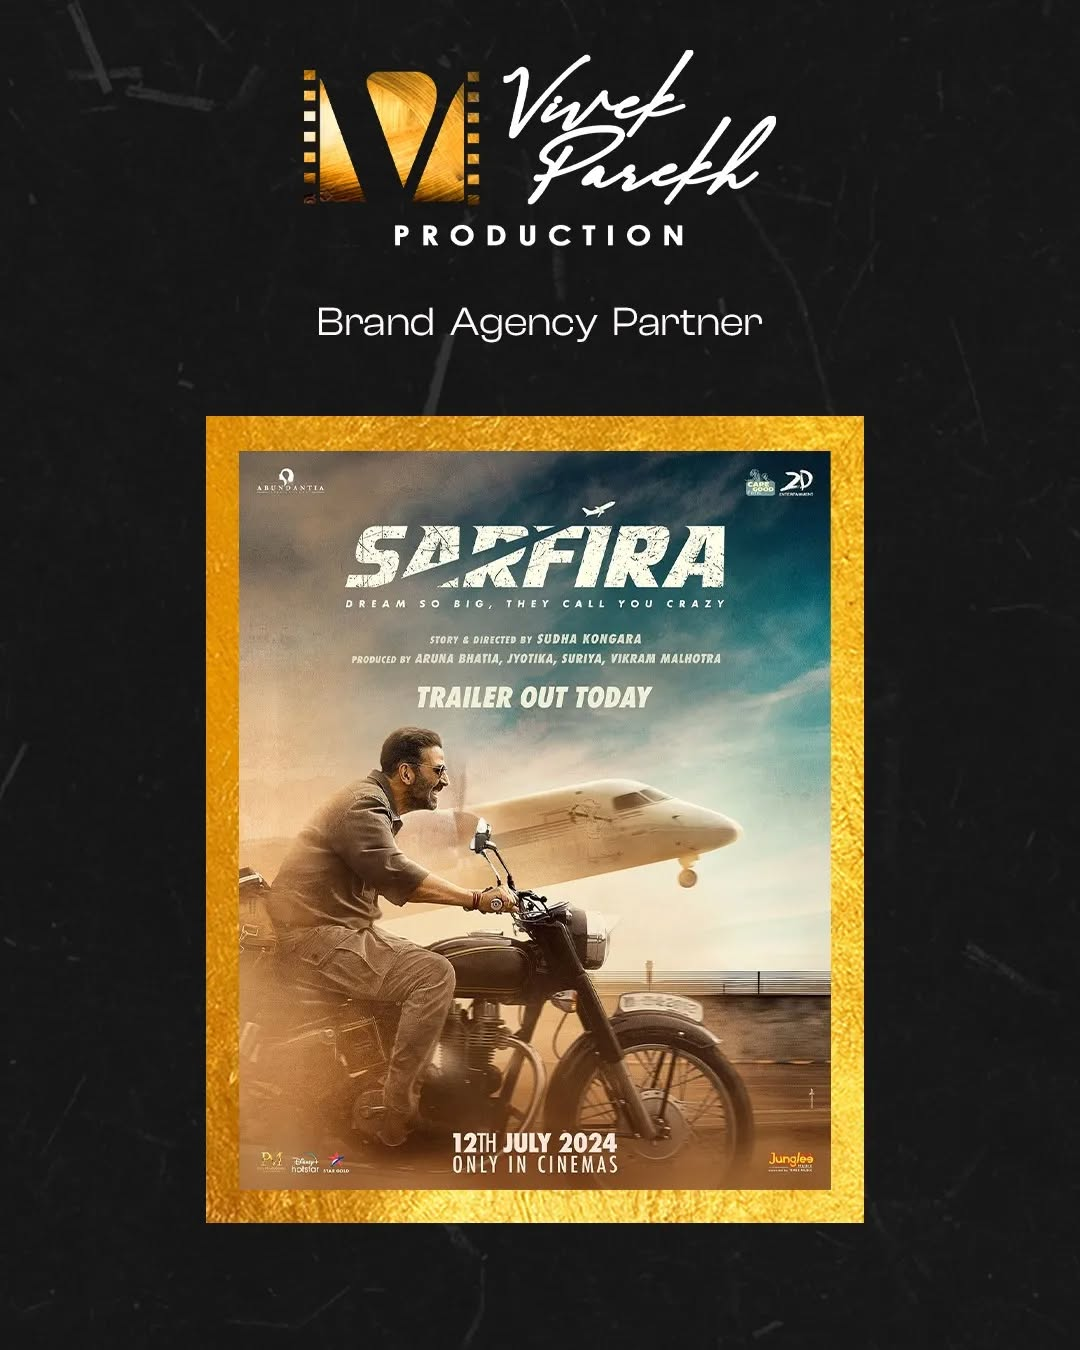 Vivek
Parekh
PRODUCTION
Brand Agency Partner
ABUNDANTIA
CAPE
GOOD
2D
ENTERTAINMENT
SARFIRA
DREAM SO BIG, THEY CALL YOU CRAZY
STORY & DIRECTED BY SUDHA KONGARA
PRODUCED BY ARUNA BHATIA, JYOTIKA, SURIYA, VIKRAM MALHOTRA
TRAILER OUT TODAY
12TH JULY 2024
ONLY IN CINEMAS
Disney+
hotstar
STAR GOLD
Junglee
MUSIC